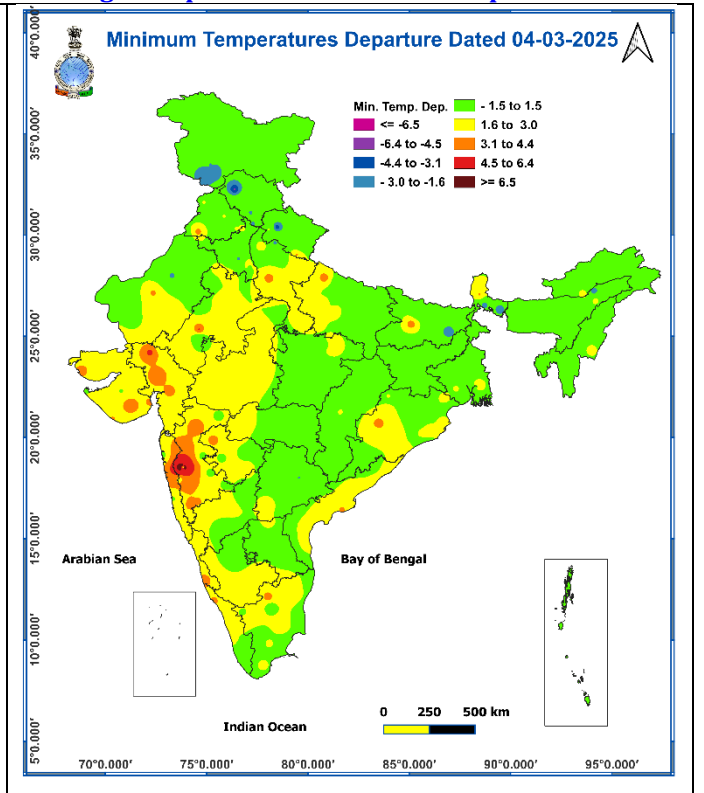 Minimum Temperatures Departure Dated 04-03-2025
Min. Temp. Dep.
<= -6.5
-6.4 to -4.5
-4.4 to -3.1
- 3.0 to -1.6
- 1.5 to 1.5
1.6 to 3.0
3.1 to 4.4
4.5 to 6.4
>= 6.5
40°0.000'
35°0.000'
30°0.000'
25°0.000'
20°0.000'
15°0.000'
10°0.000'
5°0.000'
Arabian Sea
Bay of Bengal
Indian Ocean
0 250 500 km
70°0.000' 75°0.000' 80°0.000' 85°0.000' 90°0.000' 95°0.000'